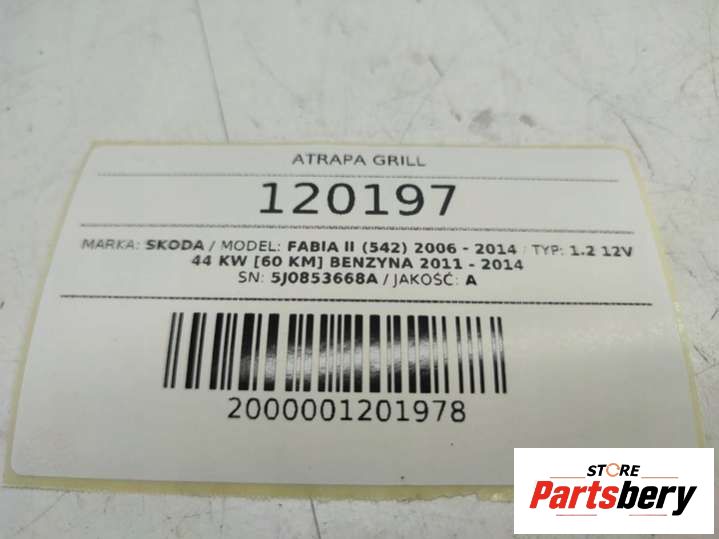 ATRAPA GRILL
120197
MARKA: SKODA / MODEL: FABIA II (542) 2006 - 2014 / TYP: 1.2 12V
44 KW [60 KM] BENZYNA 2011 - 2014
SN: 5J0853668A / JAKOŚĆ: A
2000001201978
STORE
Partsbery